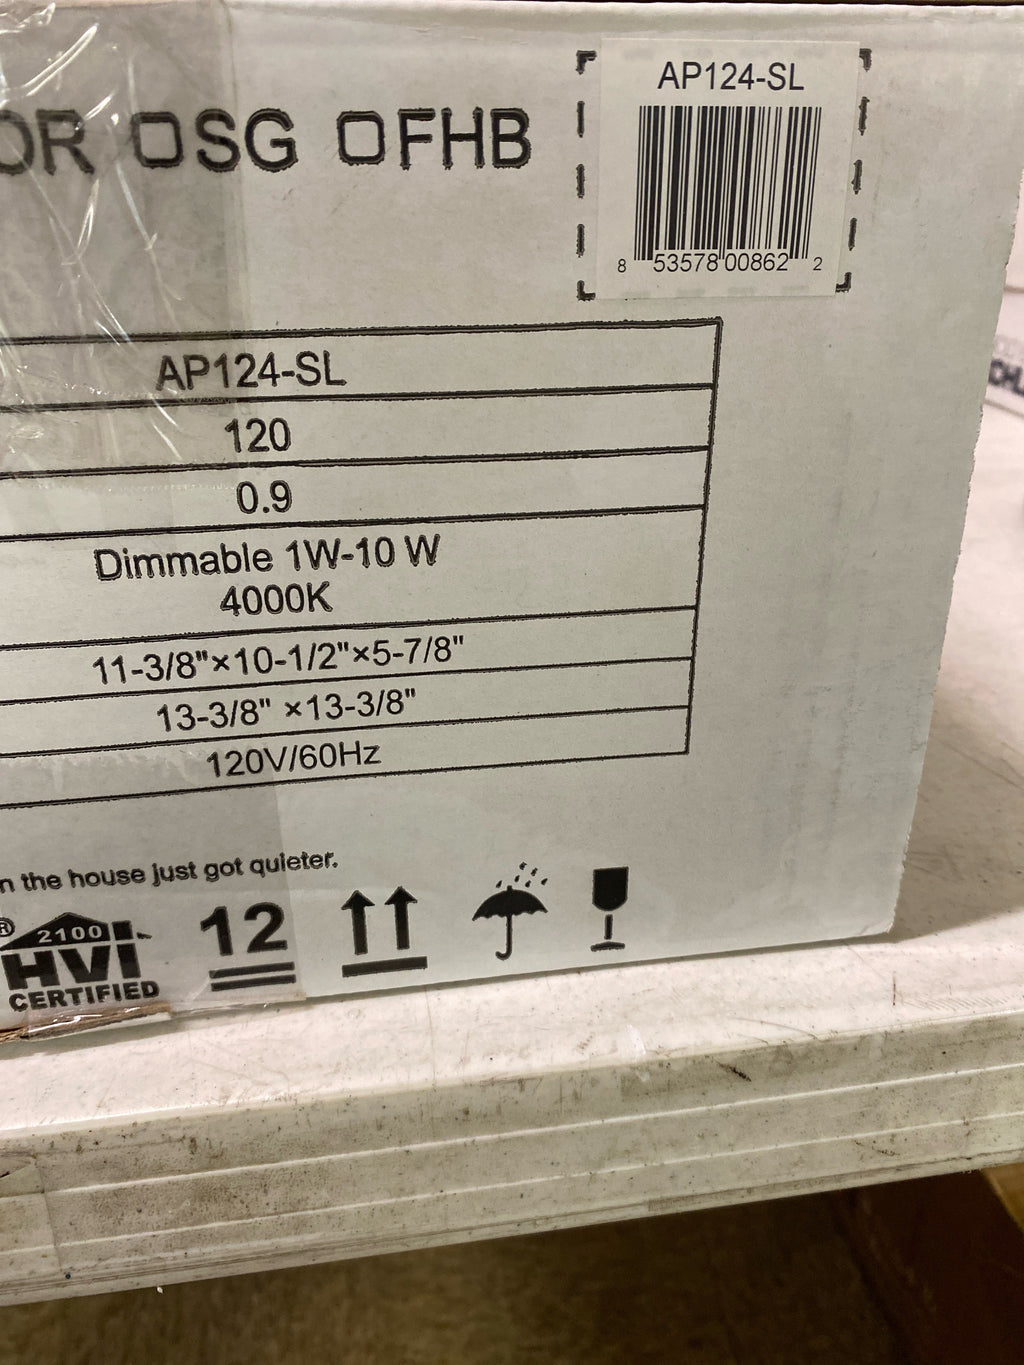 AP124-SL
OR SG FHB
8 53578 00862 2
AP124-SL
120
0.9
Dimmable 1W-10 W
4000K
11-3/8"×10-1/2"×5-7/8"
13-3/8" ×13-3/8"
120V/60Hz
n the house just got quieter.
® 2100
HVI
CERTIFIED
12